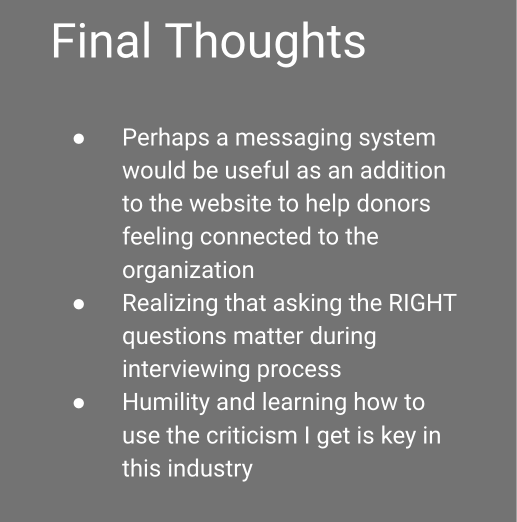 Final Thoughts
● Perhaps a messaging system
would be useful as an addition
to the website to help donors
feeling connected to the
organization
● Realizing that asking the RIGHT
questions matter during
interviewing process
● Humility and learning how to
use the criticism I get is key in
this industry